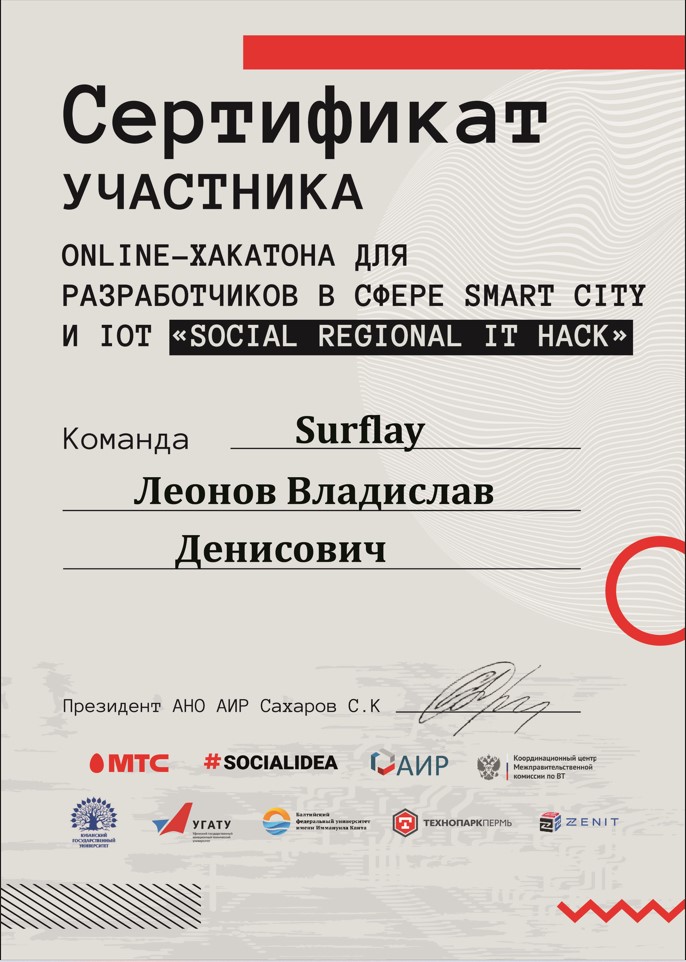 Сертификат
УЧАСТНИКА
ONLINE–ХАКАТОНА ДЛЯ
РАЗРАБОТЧИКОВ В СФЕРЕ SMART CITY
И IOT «SOCIAL REGIONAL IT HACK»
Команда Surflay
Леонов Владислав
Денисович
Президент АНО АИР Сахаров С.К
МТС
#SOCIALIDEA
АИР
Координационный центр
Межправительственной
комиссии по ВТ
КУБАНСКИЙ
ГОСУДАРСТВЕННЫЙ
УНИВЕРСИТЕТ
УГАТУ
Балтийский
федеральный университет
имени Иммануила Канта
ТЕХНОПАРКПЕРМЬ
ZENIT